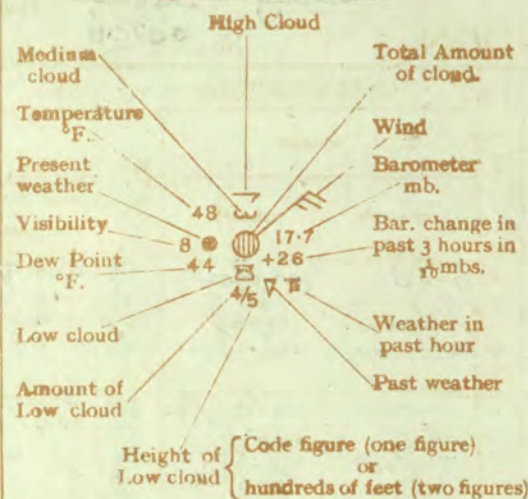 High Cloud
Medium
cloud
Total Amount
of cloud.
Temperature
°F.
Wind
Present
weather
Barometer
mb.
48
Visibility
8
17·7
Bar. change in
past 3 hours in
1/10 mbs.
Dew Point
°F.
44
+26
4/5
Low cloud
Weather in
past hour
Amount of
Low cloud
Past weather
Height of
Low cloud
Code figure (one figure)
or
hundreds of feet (two figures)